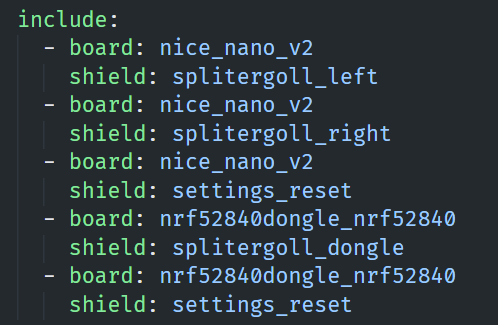 include:
  - board: nice_nano_v2
    shield: splitergoll_left
  - board: nice_nano_v2
    shield: splitergoll_right
  - board: nice_nano_v2
    shield: settings_reset
  - board: nrf52840dongle_nrf52840
    shield: splitergoll_dongle
  - board: nrf52840dongle_nrf52840
    shield: settings_reset